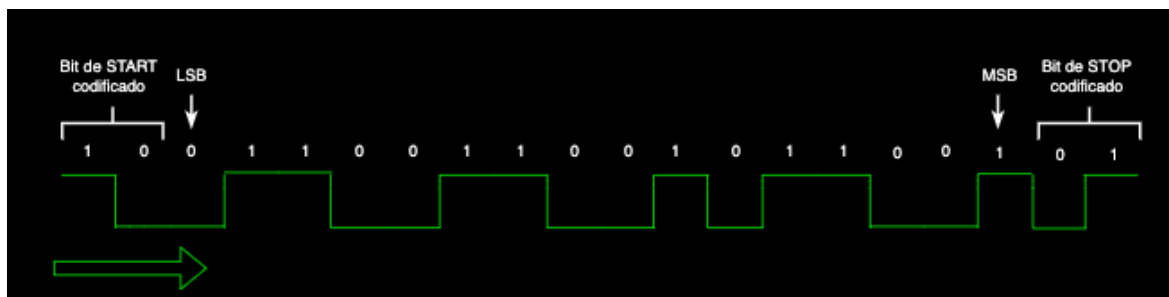 Bit de START
codificado
LSB
MSB
Bit de STOP
codificado
1 0 0 1 1 0 0 1 1 0 0 1 0 1 1 0 0 1 0 1